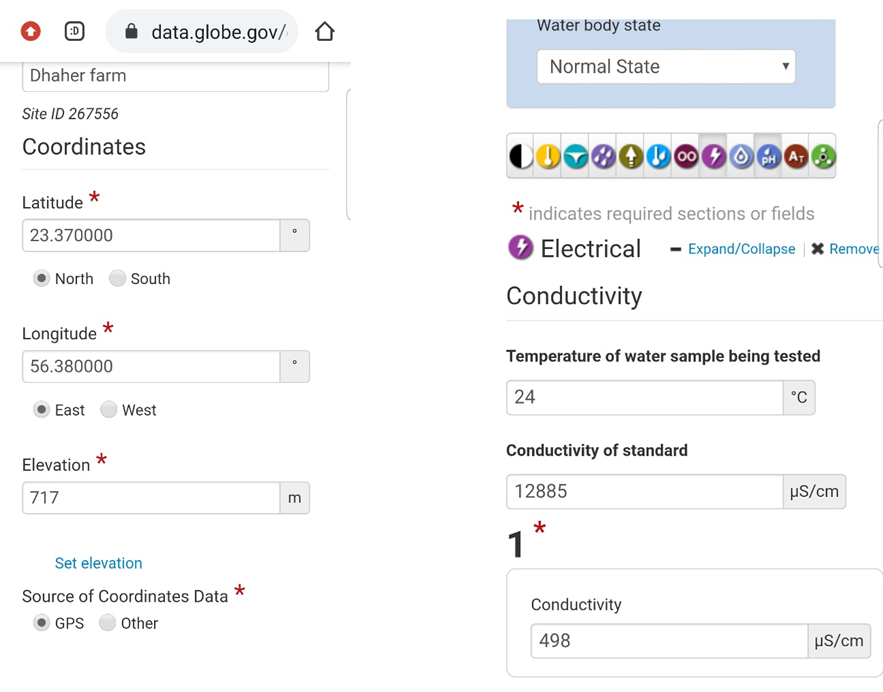 :D
data.globe.gov/
Dhaher farm
Site ID 267556
Coordinates
Latitude *
23.370000 °
North South
Longitude *
56.380000 °
East West
Elevation *
717 m
Set elevation
Source of Coordinates Data *
GPS Other
Water body state
Normal State
pH AT
* indicates required sections or fields
Electrical Expand/Collapse | ✖ Remove
Conductivity
Temperature of water sample being tested
24 °C
Conductivity of standard
12885 µS/cm
1 *
Conductivity
498 µS/cm